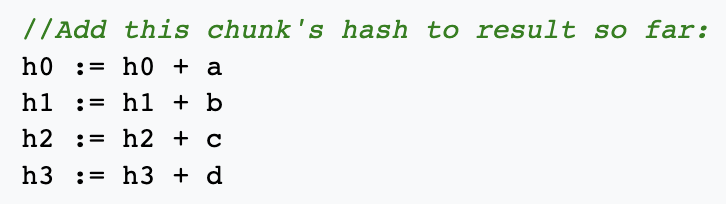 //Add this chunk's hash to result so far:
h0 := h0 + a
h1 := h1 + b
h2 := h2 + c
h3 := h3 + d